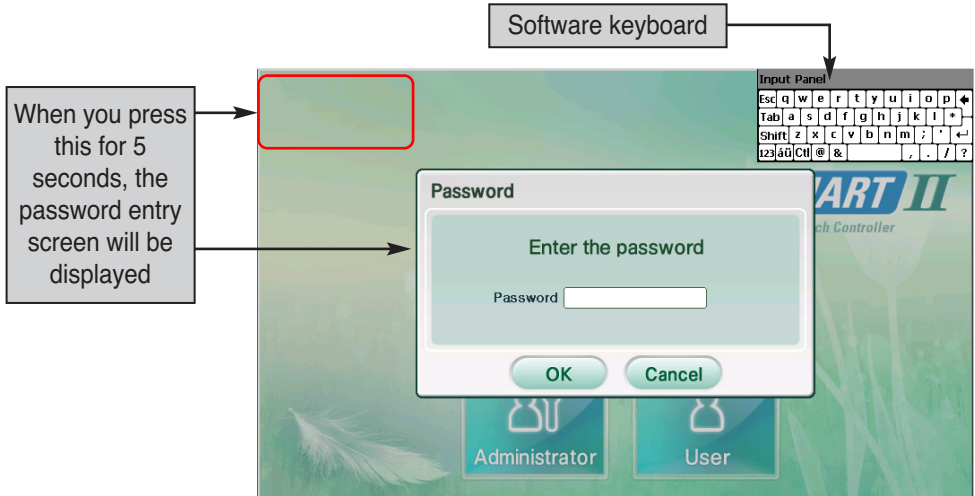 Software keyboard
When you press
this for 5
seconds, the
password entry
screen will be
displayed
Input Panel
Esc q w e r t y u i o p
Tab a s d f g h j k l *
Shift z x c v b n m ; '
123 áü Ctl @ & , . / ?
ART II
ch Controller
Password
Enter the password
Password
OK Cancel
Administrator User